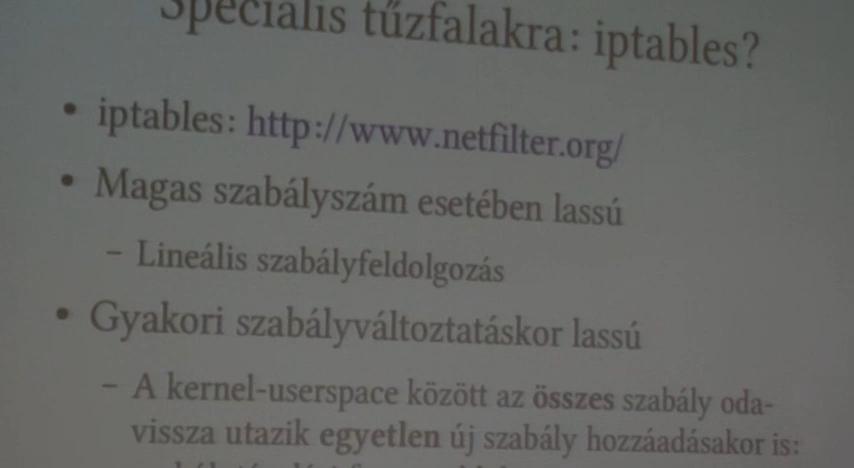 Speciális tűzfalakra: iptables?
• iptables: http://www.netfilter.org/
• Magas szabályszám esetében lassú
– Lineális szabályfeldolgozás
• Gyakori szabályváltoztatáskor lassú
– A kernel-userspace között az összes szabály oda-
vissza utazik egyetlen új szabály hozzáadásakor is: